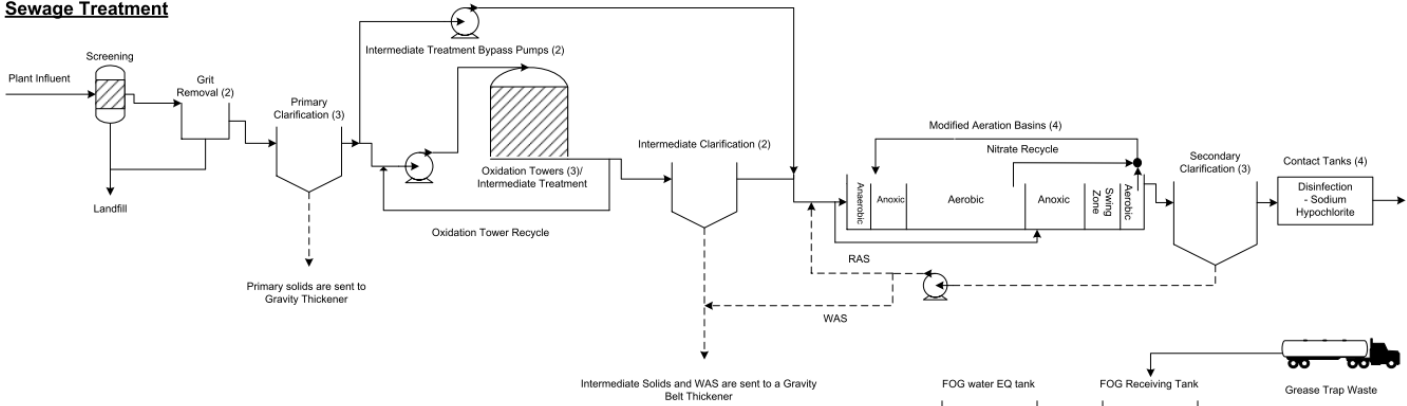 Sewage Treatment
Plant Influent
Screening
Grit
Removal (2)
Landfill
Primary
Clarification (3)
Primary solids are sent to
Gravity Thickener
Intermediate Treatment Bypass Pumps (2)
Oxidation Towers (3)/
Intermediate Treatment
Oxidation Tower Recycle
Intermediate Clarification (2)
Intermediate Solids and WAS are sent to a Gravity
Belt Thickener
Modified Aeration Basins (4)
Nitrate Recycle
Anaerobic
Anoxic
Aerobic
Anoxic
Swing
Zone
Aerobic
RAS
WAS
Secondary
Clarification (3)
Contact Tanks (4)
Disinfection
- Sodium
Hypochlorite
FOG water EQ tank
FOG Receiving Tank
Grease Trap Waste